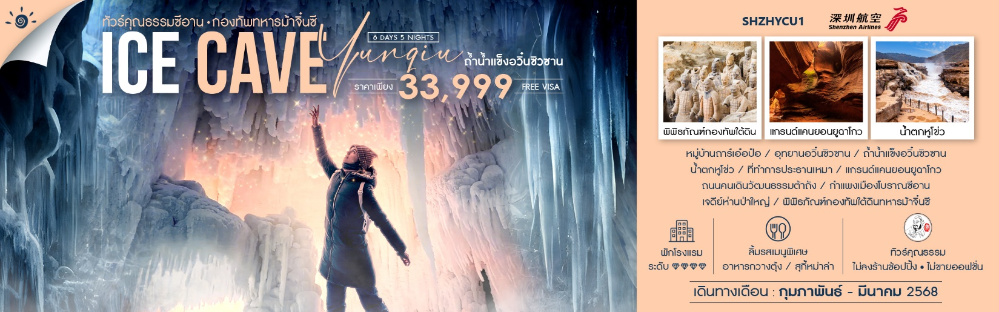 ทัวร์คุณธรรมซีอาน • กองทัพทหารม้าจิ๋นซี
ICE CAVE
Yunqiu
6 DAYS 5 NIGHTS
ถ้ำน้ำแข็งอวิ๋นชิวซาน
ราคาเพียง 33,999 FREE VISA
SHZHYCU1
深圳航空
Shenzhen Airlines
พิพิธภัณฑ์กองทัพใต้ดิน
แกรนด์แคนยอนยูฉาโกว
น้ำตกหูโข่ว
หมู่บ้านถาร์เอ๋อป๋อ / อุทยานอวิ๋นชิวซาน / ถ้ำน้ำแข็งอวิ๋นชิวซาน
น้ำตกหูโข่ว / ที่ทำการประธานเหมา / แกรนด์แคนยอนยูฉาโกว
ถนนคนเดินวัฒนธรรมต้าถัง / กำแพงเมืองโบราณซีอาน
เจดีย์ห่านป่าใหญ่ / พิพิธภัณฑ์กองทัพใต้ดินทหารม้าจิ๋นซี
พักโรงแรม
ระดับ
ลิ้มรสเมนูพิเศษ
อาหารกวางตุ้ง / สุกี้หม่าล่า
ทัวร์คุณธรรม
ไม่ลงร้านช้อปปิ้ง • ไม่ขายออฟชั่น
เดินทางเดือน : กุมภาพันธ์ - มีนาคม 2568